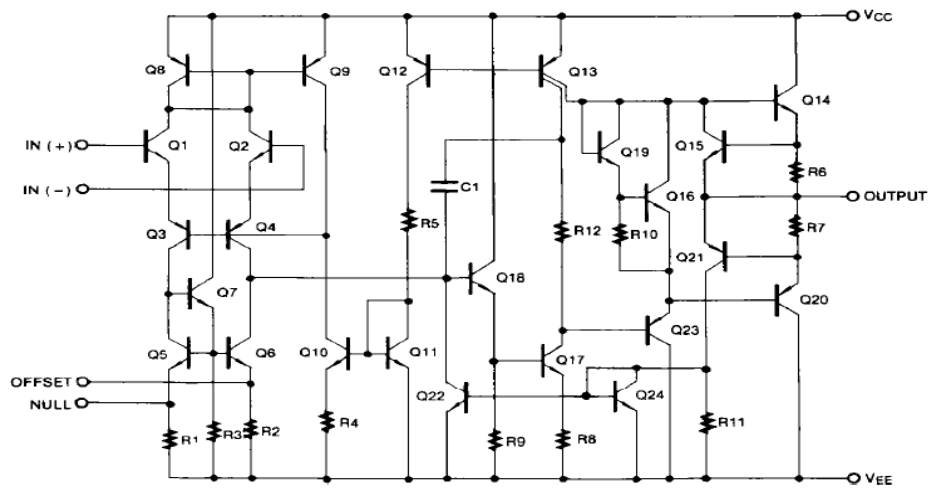 VCC
Q8
Q9
Q12
Q13
Q14
IN (+)
Q1
Q2
Q19
Q15
C1
R6
IN (-)
Q16
OUTPUT
R5
R12
R10
R7
Q3
Q4
Q21
Q7
Q18
Q20
Q23
Q5
Q6
Q10
Q11
Q17
OFFSET
Q22
Q24
NULL
R1
R3
R2
R4
R9
R8
R11
VEE